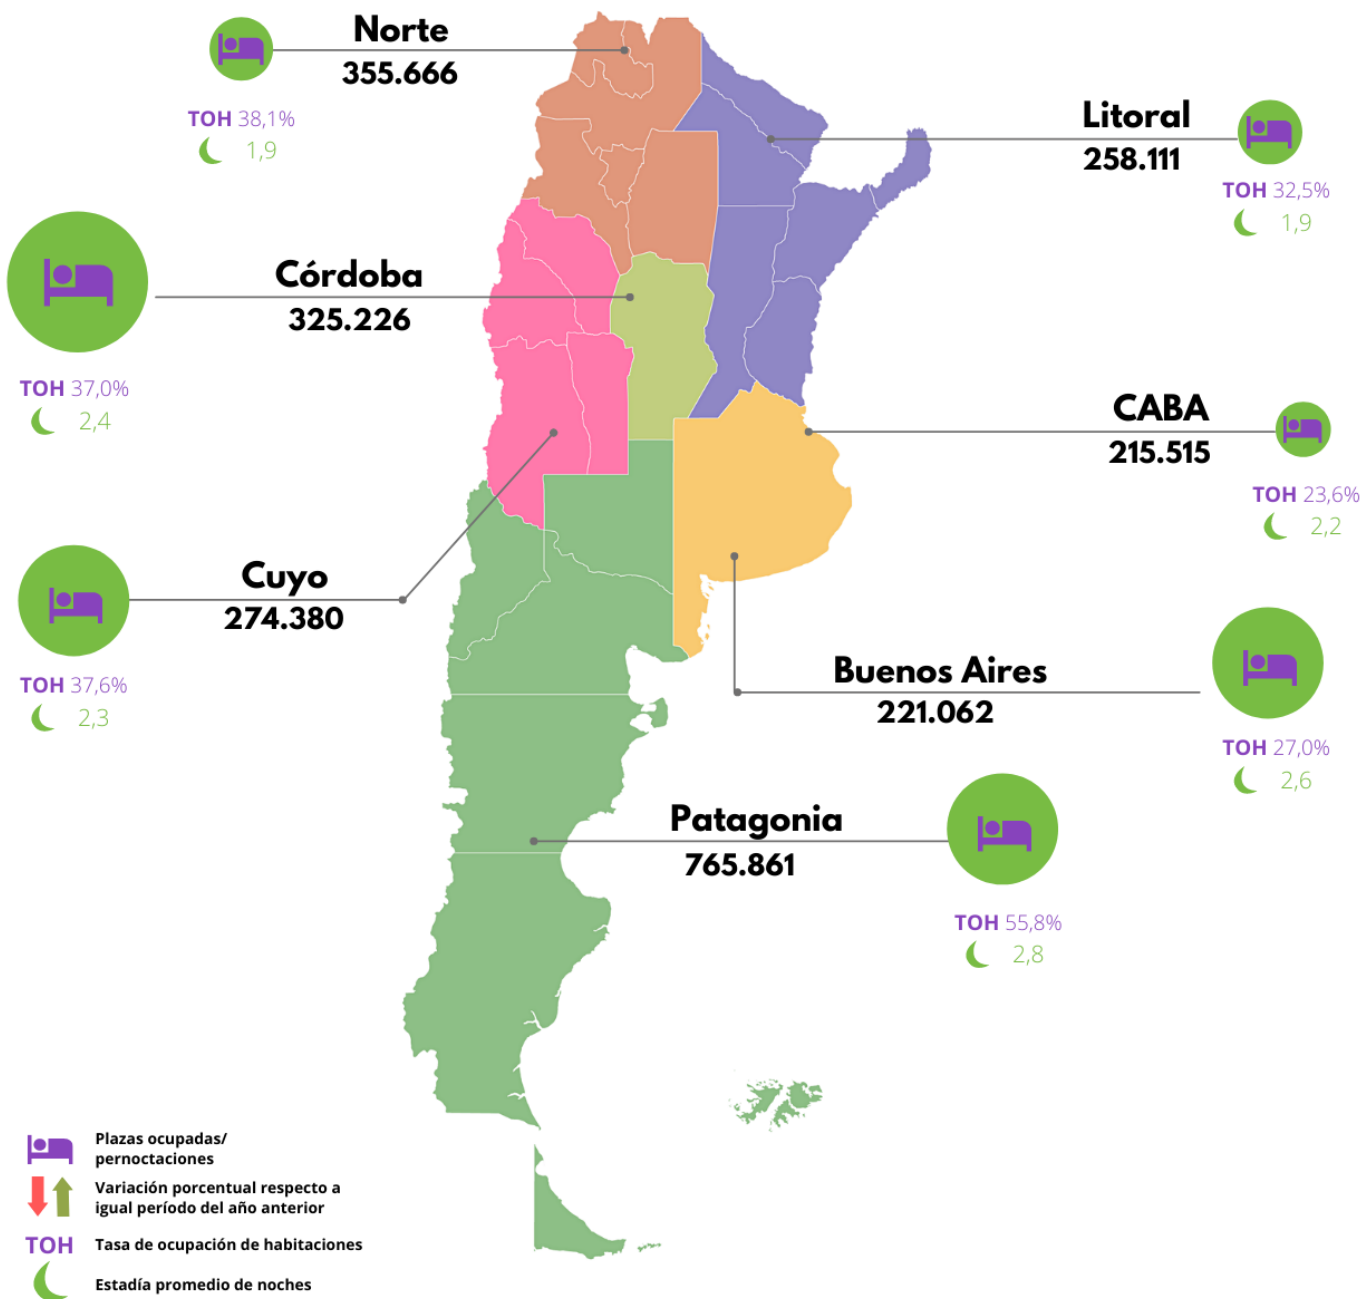 Norte
355.666
TOH 38,1%
1,9
Litoral
258.111
TOH 32,5%
1,9
Córdoba
325.226
TOH 37,0%
2,4
CABA
215.515
TOH 23,6%
2,2
Cuyo
274.380
TOH 37,6%
2,3
Buenos Aires
221.062
TOH 27,0%
2,6
Patagonia
765.861
TOH 55,8%
2,8
Plazas ocupadas/
pernoctaciones
Variación porcentual respecto a
igual período del año anterior
TOH Tasa de ocupación de habitaciones
Estadía promedio de noches